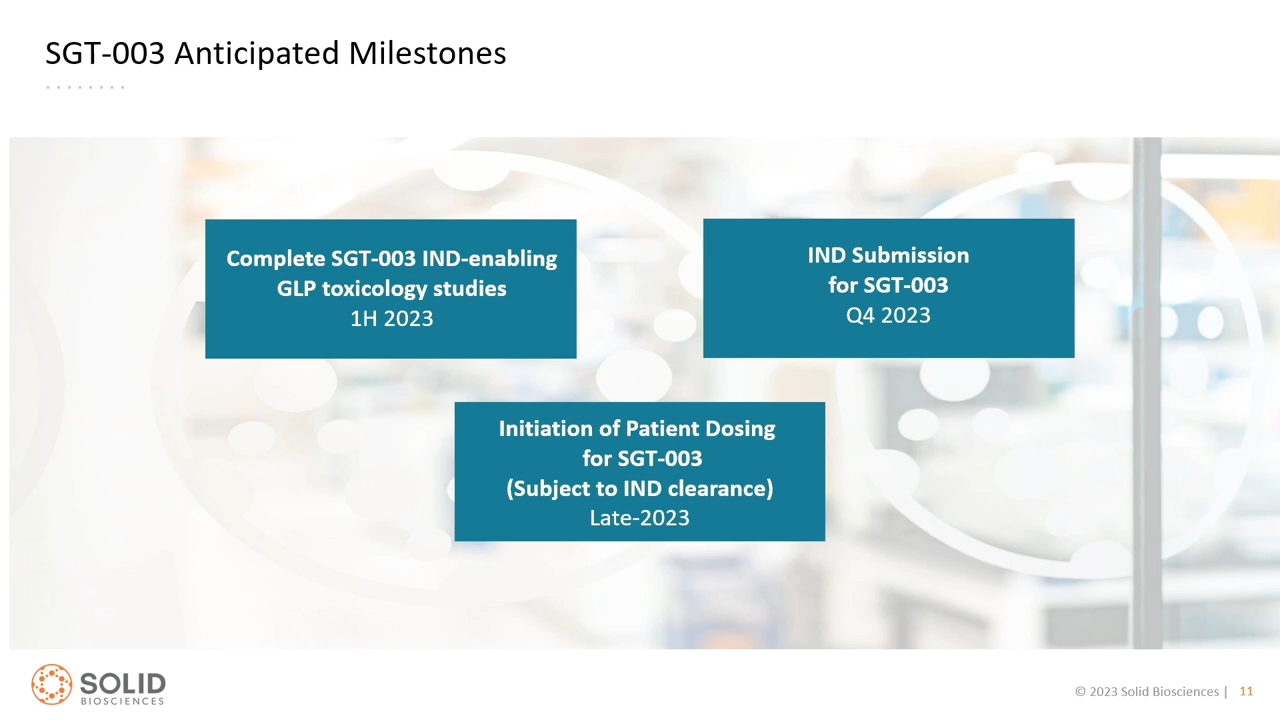 SGT-003 Anticipated Milestones
Complete SGT-003 IND-enabling
GLP toxicology studies
1H 2023
IND Submission
for SGT-003
Q4 2023
Initiation of Patient Dosing
for SGT-003
(Subject to IND clearance)
Late-2023
SOLID
BIOSCIENCES
© 2023 Solid Biosciences | 11